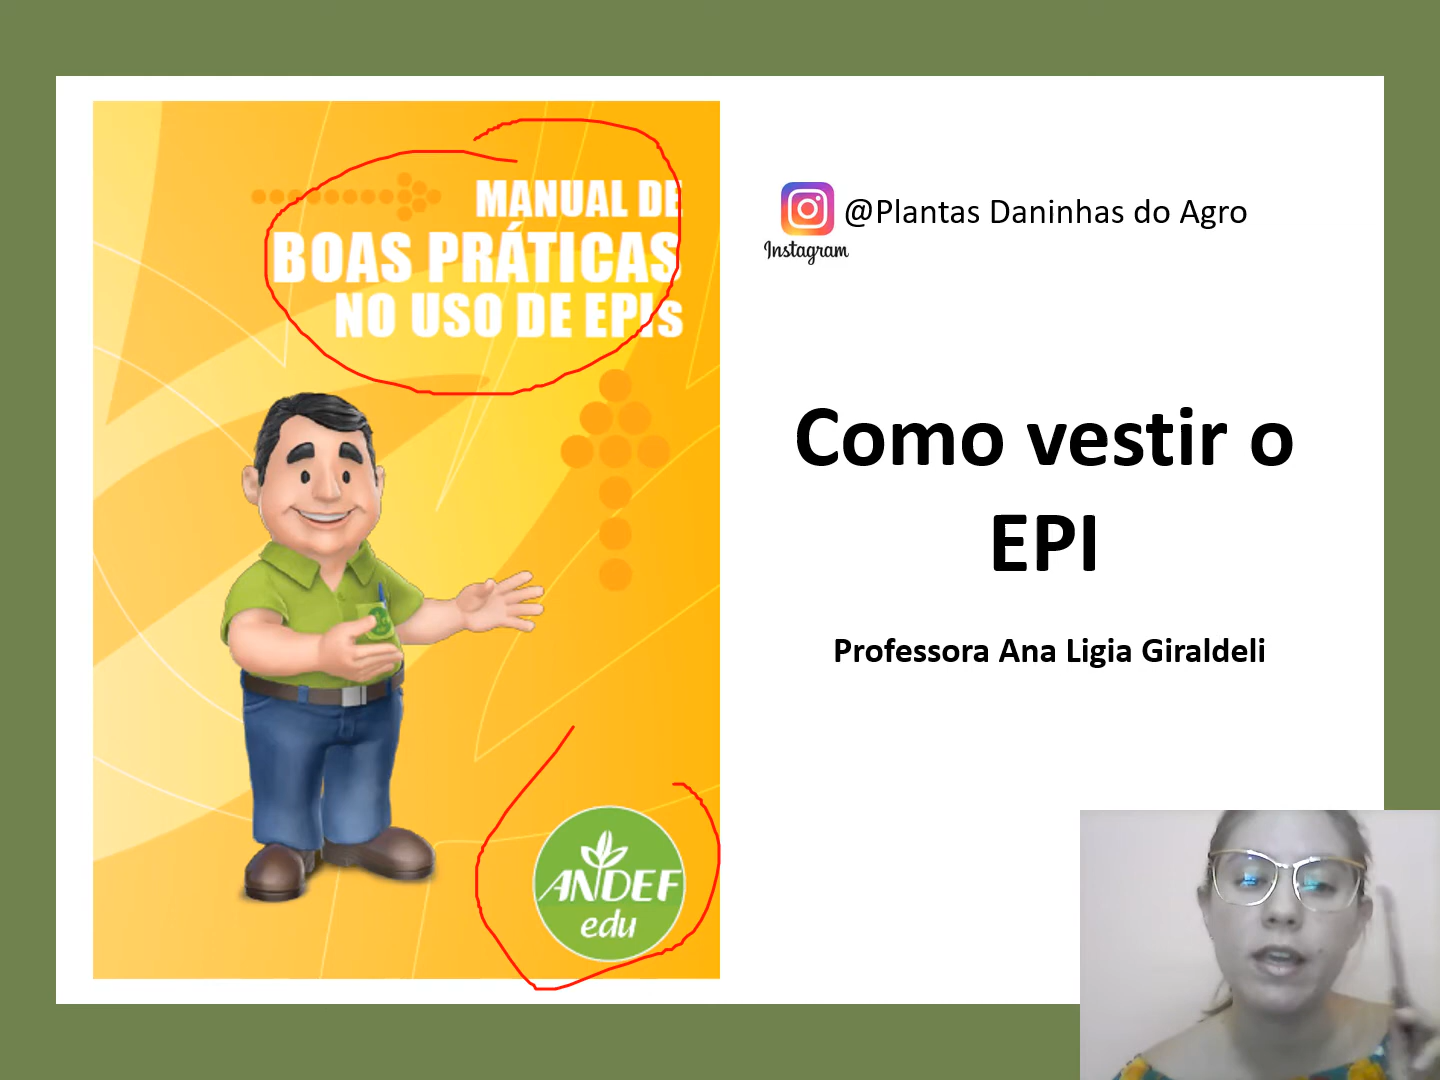 MANUAL DE
BOAS PRÁTICAS
NO USO DE EPIs
ANDEF
edu
@Plantas Daninhas do Agro
Instagram
Como vestir o
EPI
Professora Ana Ligia Giraldeli